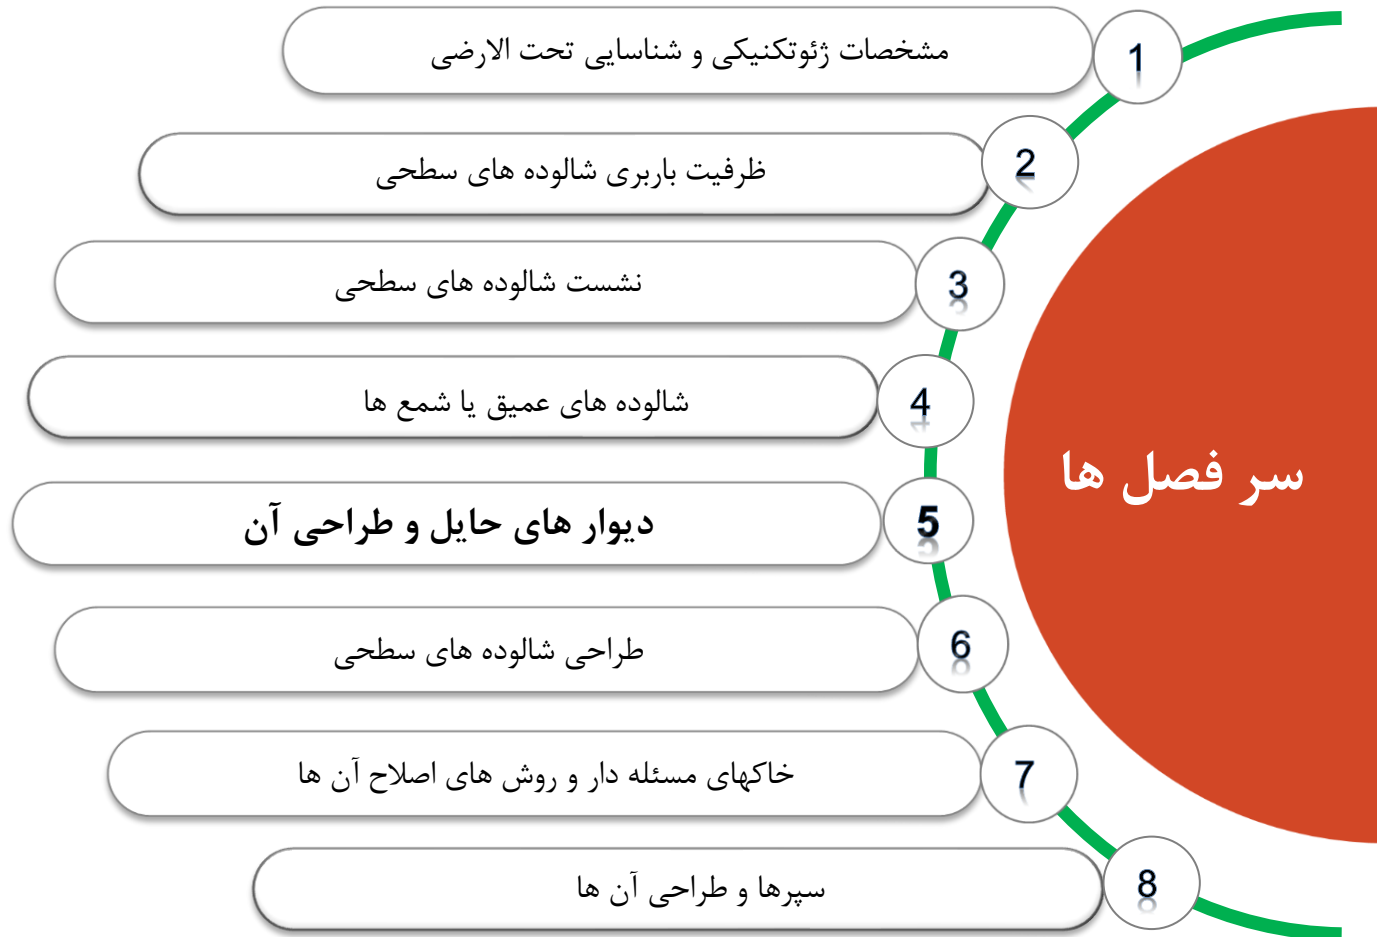 سر فصل ها
1
مشخصات ژئوتکنیکی و شناسایی تحت الارضی
2
ظرفیت باربری شالوده های سطحی
3
نشست شالوده های سطحی
4
شالوده های عمیق یا شمع ها
5
دیوار های حایل و طراحی آن
6
طراحی شالوده های سطحی
7
خاکهای مسئله دار و روش های اصلاح آن ها
8
سپرها و طراحی آن ها